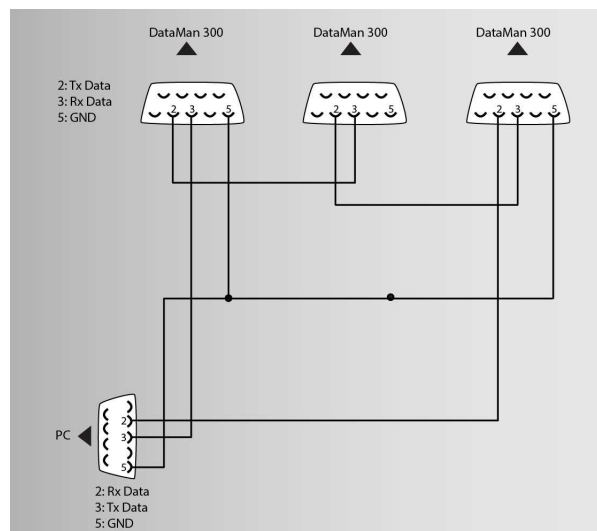 DataMan 300
DataMan 300
DataMan 300
2: Tx Data
3: Rx Data
5: GND
2 3 5
2 3 5
2 3 5
PC
2
3
5
2: Rx Data
3: Tx Data
5: GND